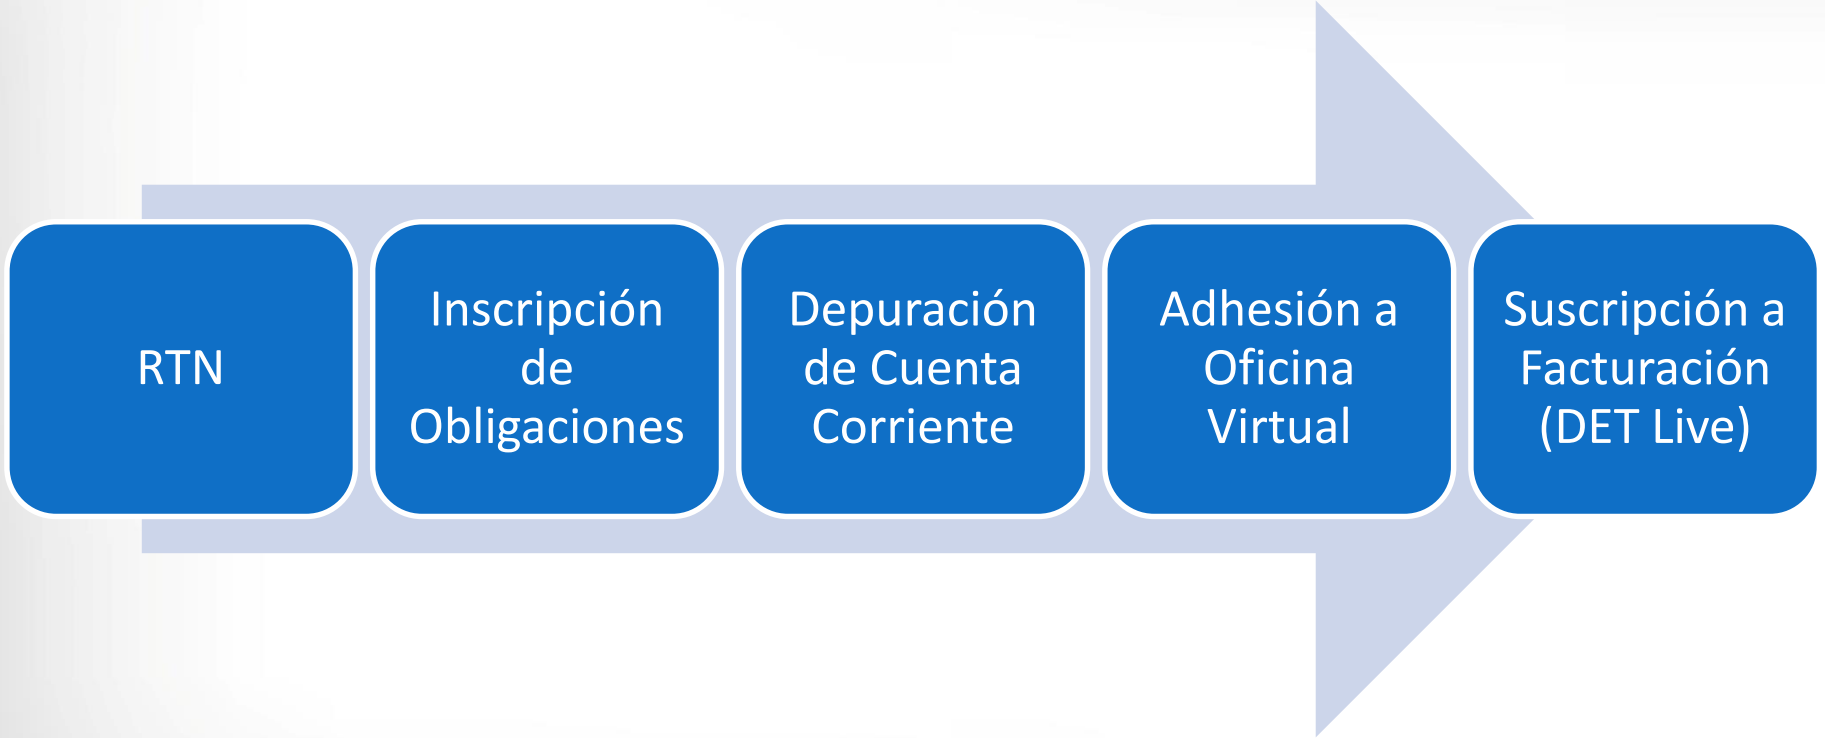 RTN
Inscripción
de
Obligaciones
Depuración
de Cuenta
Corriente
Adhesión a
Oficina
Virtual
Suscripción a
Facturación
(DET Live)